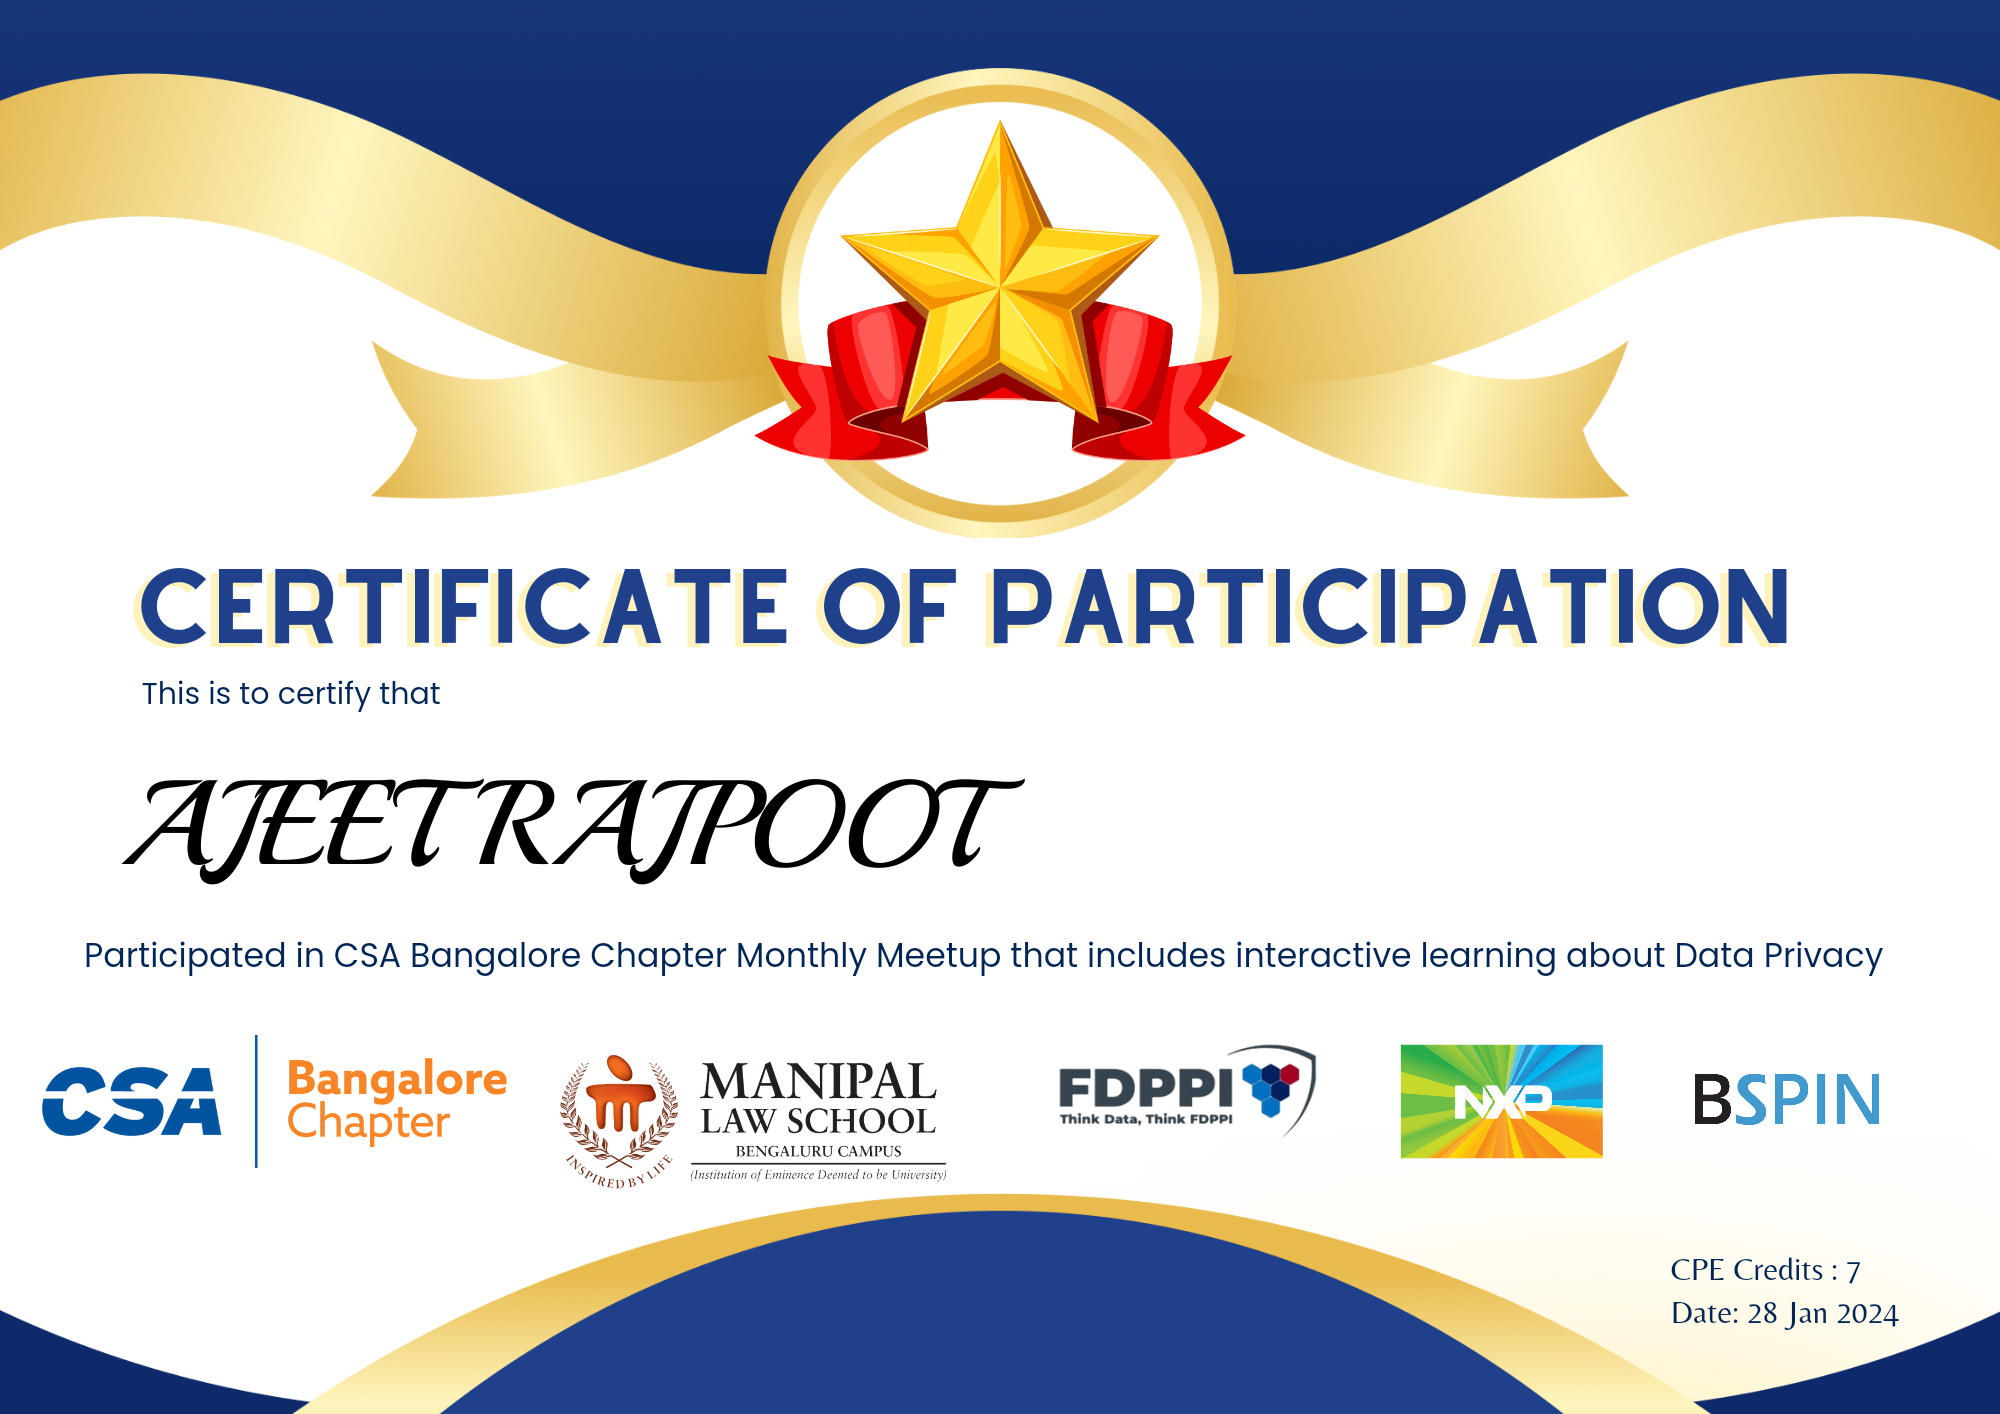 CERTIFICATE OF PARTICIPATION
This is to certify that
AJEET RAJPOOT
Participated in CSA Bangalore Chapter Monthly Meetup that includes interactive learning about Data Privacy
CSA
Bangalore
Chapter
INSPIRED BY LIFE
MANIPAL
LAW SCHOOL
BENGALURU CAMPUS
(Institution of Eminence Deemed to be University)
FDPPI
Think Data, Think FDPPI
NXP
BSPIN
CPE Credits : 7
Date: 28 Jan 2024